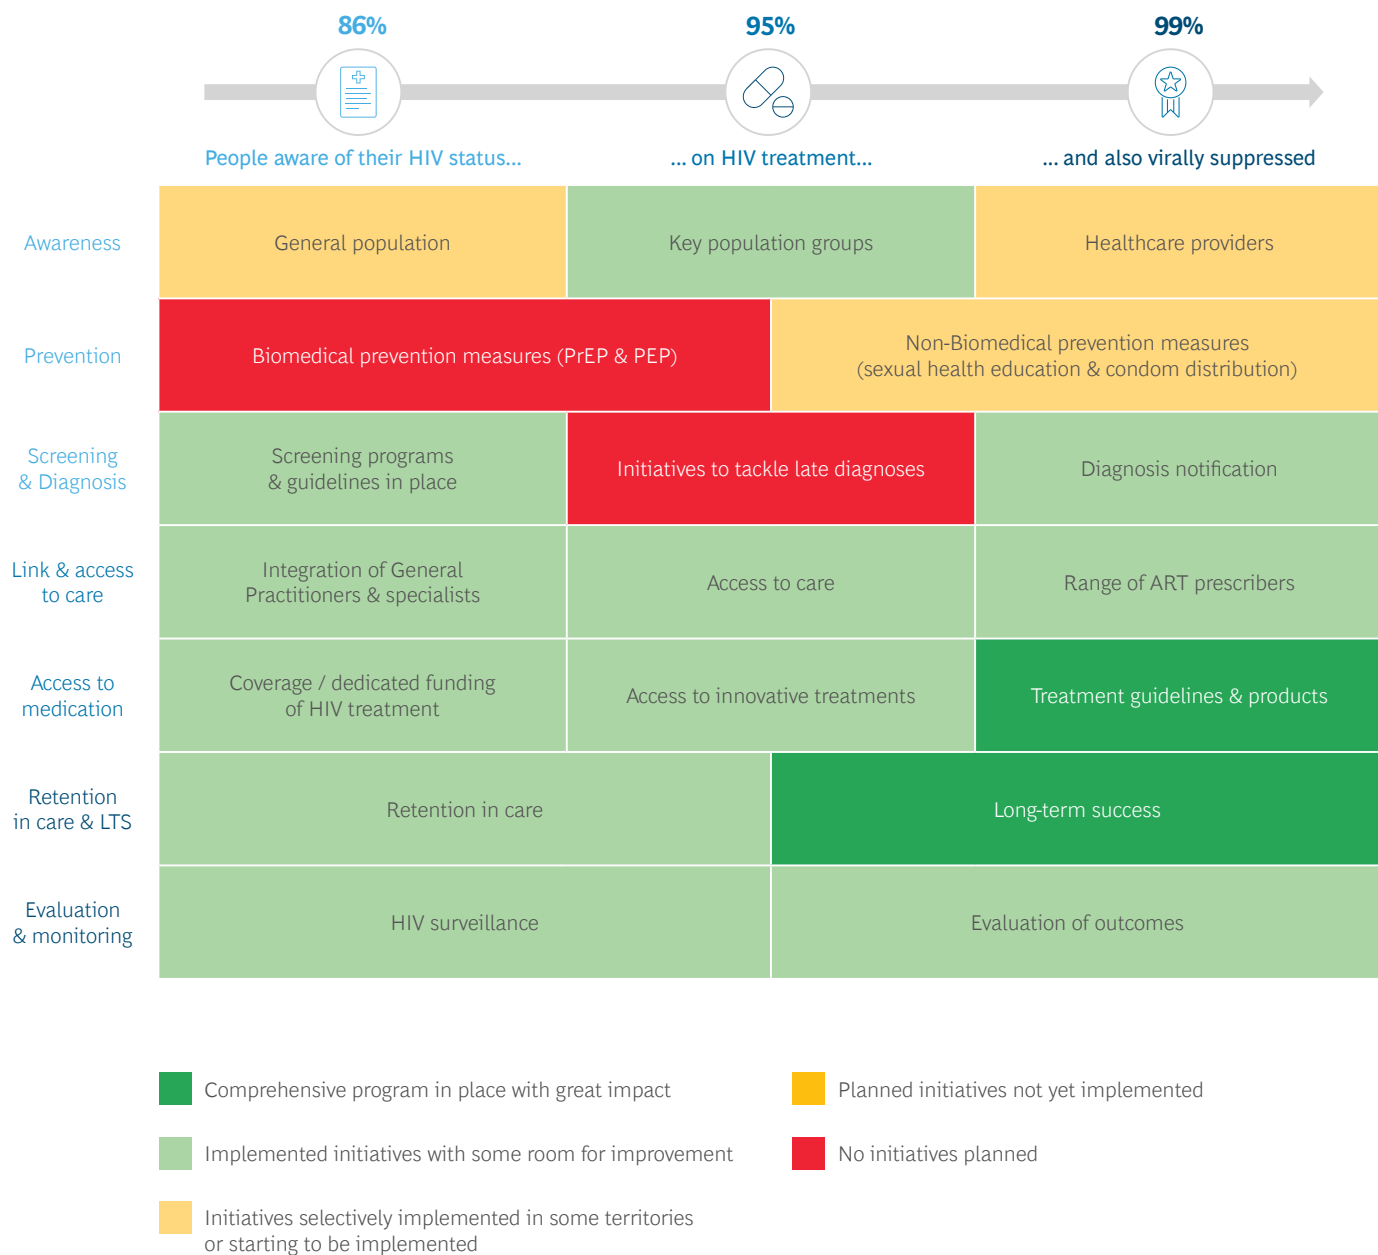 86%
95%
99%
People aware of their HIV status...
... on HIV treatment...
... and also virally suppressed
Awareness
General population
Key population groups
Healthcare providers
Prevention
Biomedical prevention measures (PrEP & PEP)
Non-Biomedical prevention measures
(sexual health education & condom distribution)
Screening
& Diagnosis
Screening programs
& guidelines in place
Initiatives to tackle late diagnoses
Diagnosis notification
Link & access
to care
Integration of General
Practitioners & specialists
Access to care
Range of ART prescribers
Access to
medication
Coverage / dedicated funding
of HIV treatment
Access to innovative treatments
Treatment guidelines & products
Retention
in care & LTS
Retention in care
Long-term success
Evaluation
& monitoring
HIV surveillance
Evaluation of outcomes
Comprehensive program in place with great impact
Planned initiatives not yet implemented
Implemented initiatives with some room for improvement
No initiatives planned
Initiatives selectively implemented in some territories
or starting to be implemented